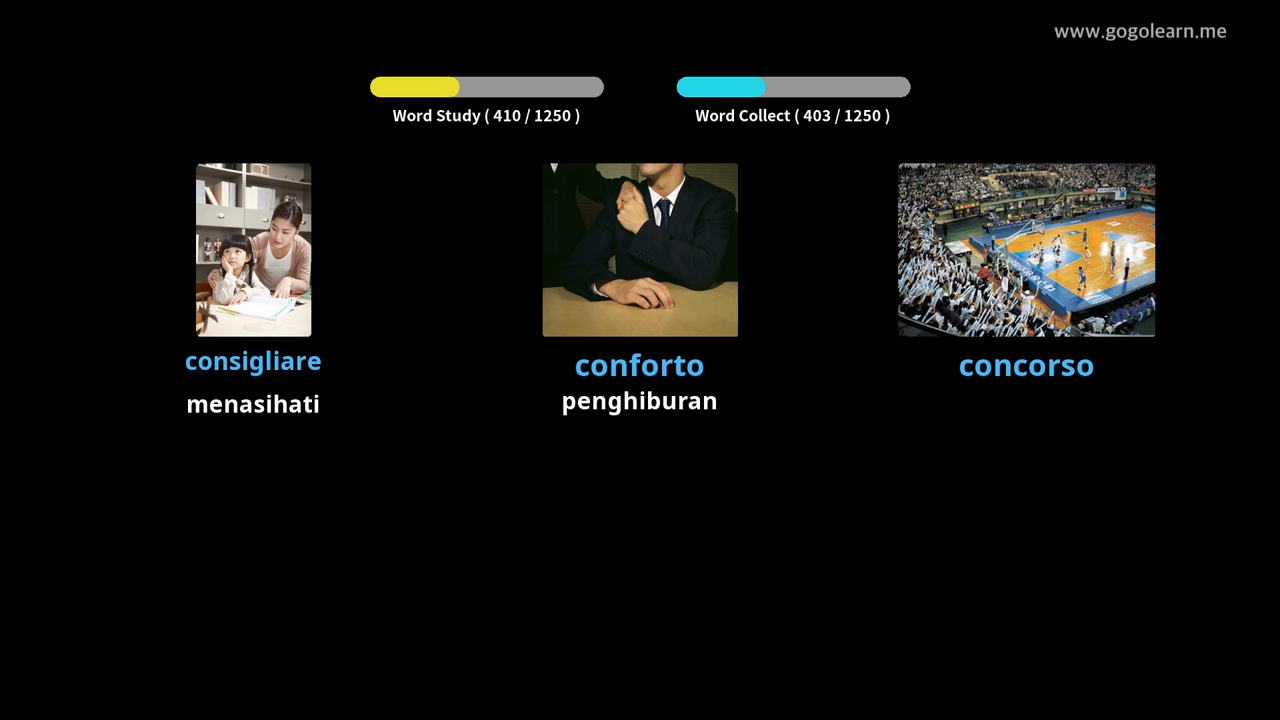 www.gogolearn.me
Word Study ( 410 / 1250 )
Word Collect ( 403 / 1250 )
consigliare
conforto
concorso
menasihati
penghiburan